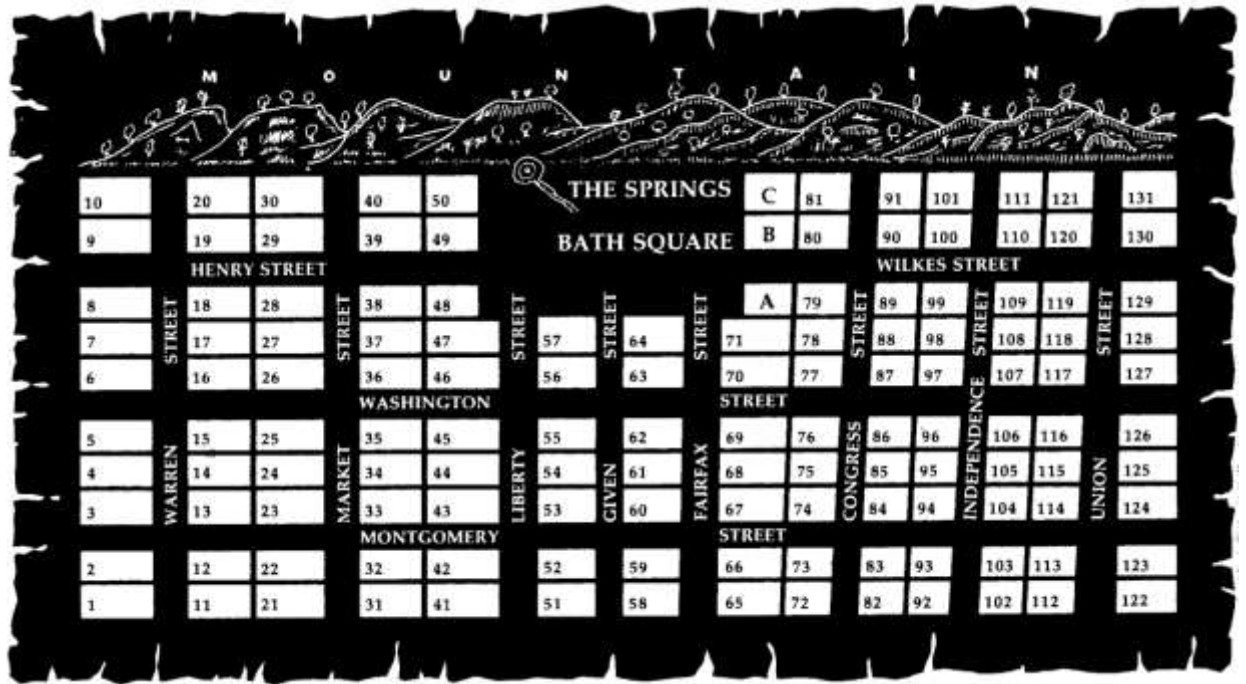 M O U N T A I N
10 20 30 40 50 THE SPRINGS C 81 91 101 111 121 131
9 19 29 39 49 BATH SQUARE B 80 90 100 110 120 130
HENRY STREET WILKES STREET
8 18 28 38 48 A 79 89 99 109 119 129
7 17 27 37 47 57 64 71 78 88 98 108 118 128
6 16 26 36 46 56 63 70 77 87 97 107 117 127
STREET STREET STREET STREET STREET STREET STREET STREET
WASHINGTON STREET
5 15 25 35 45 55 62 69 76 86 96 106 116 126
4 14 24 34 44 54 61 68 75 85 95 105 115 125
3 13 23 33 43 53 60 67 74 84 94 104 114 124
WARREN MARKET LIBERTY GIVEN FAIRFAX CONGRESS INDEPENDENCE UNION
MONTGOMERY STREET
2 12 22 32 42 52 59 66 73 83 93 103 113 123
1 11 21 31 41 51 58 65 72 82 92 102 112 122